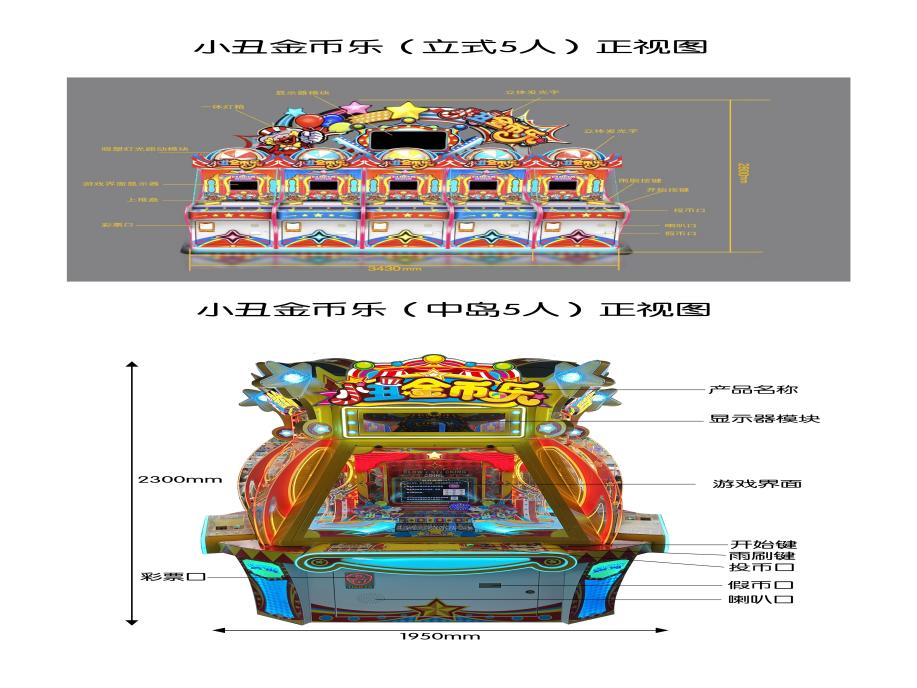 小丑金币乐（立式5人）正视图
显示器模块
立体发光字
一体灯箱
立体发光字
吸塑灯光跑动模块
游戏界面显示器
雨刷按键
开始按键
上推盘
投币口
彩票口
喇叭口
假币口
2600mm
3430mm
小丑金币乐（中岛5人）正视图
小丑金币乐
产品名称
显示器模块
2300mm
游戏界面
开始键
雨刷键
投币口
彩票口
假币口
喇叭口
1950mm